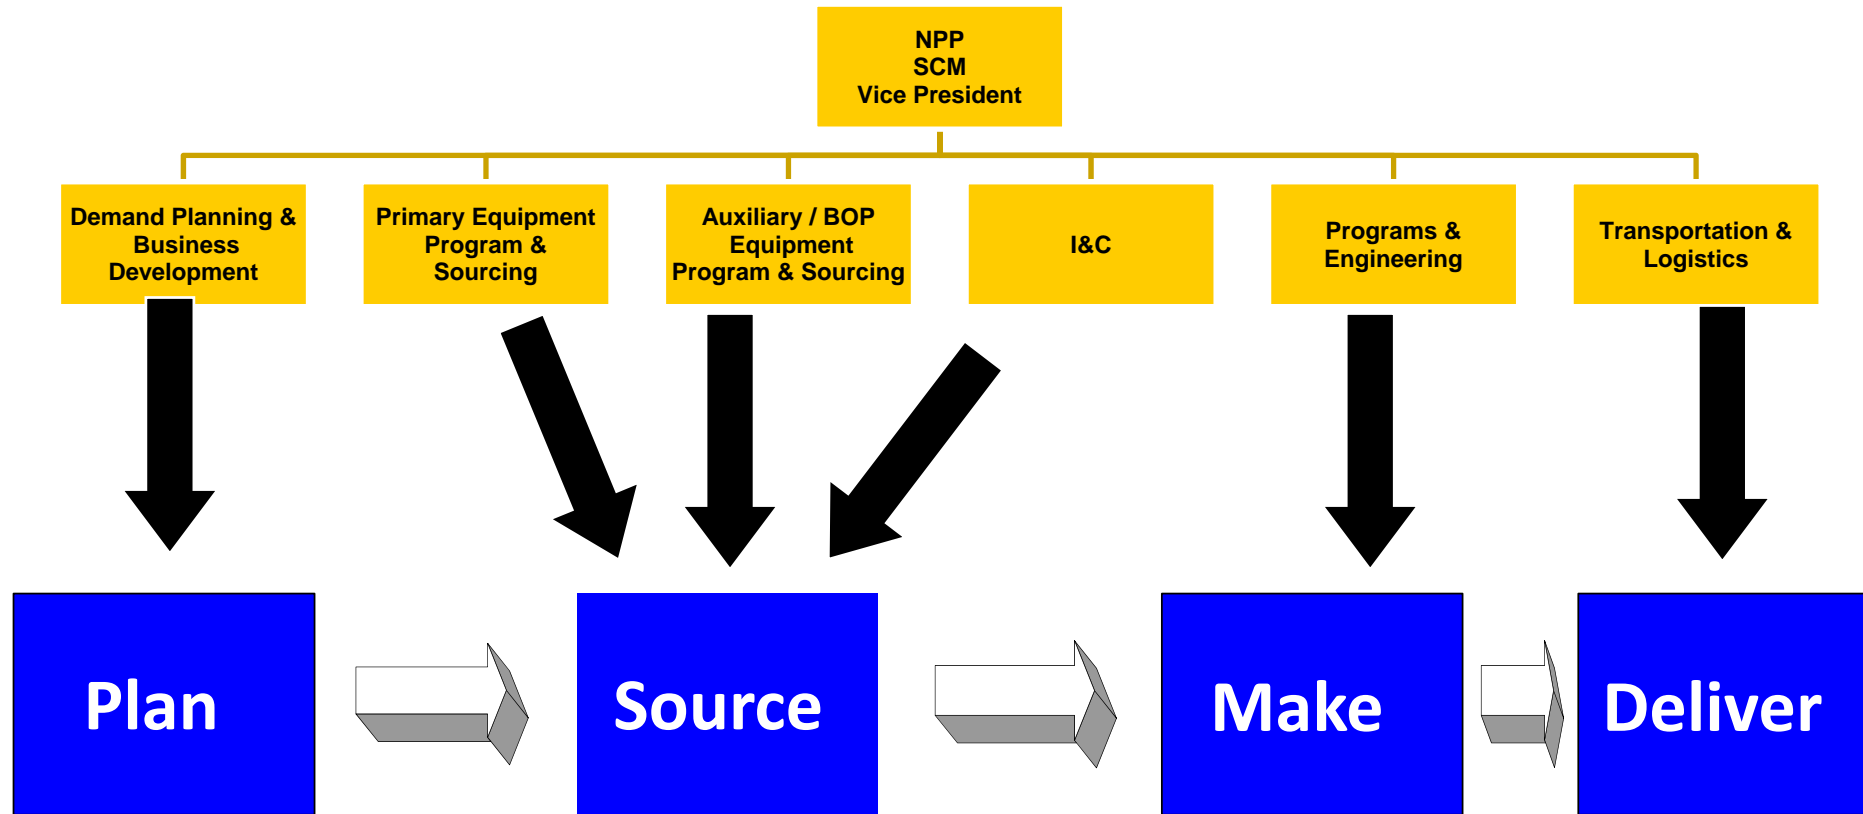 NPP
SCM
Vice President
Demand Planning &
Business
Development
Primary Equipment
Program &
Sourcing
Auxiliary / BOP
Equipment
Program & Sourcing
I&C
Programs &
Engineering
Transportation &
Logistics
Plan
Source
Make
Deliver